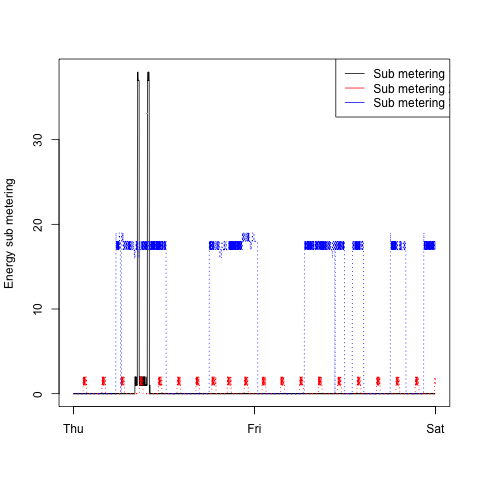 Sub metering
Sub metering
Sub metering
Energy sub metering
0
10
20
30
Thu
Fri
Sat